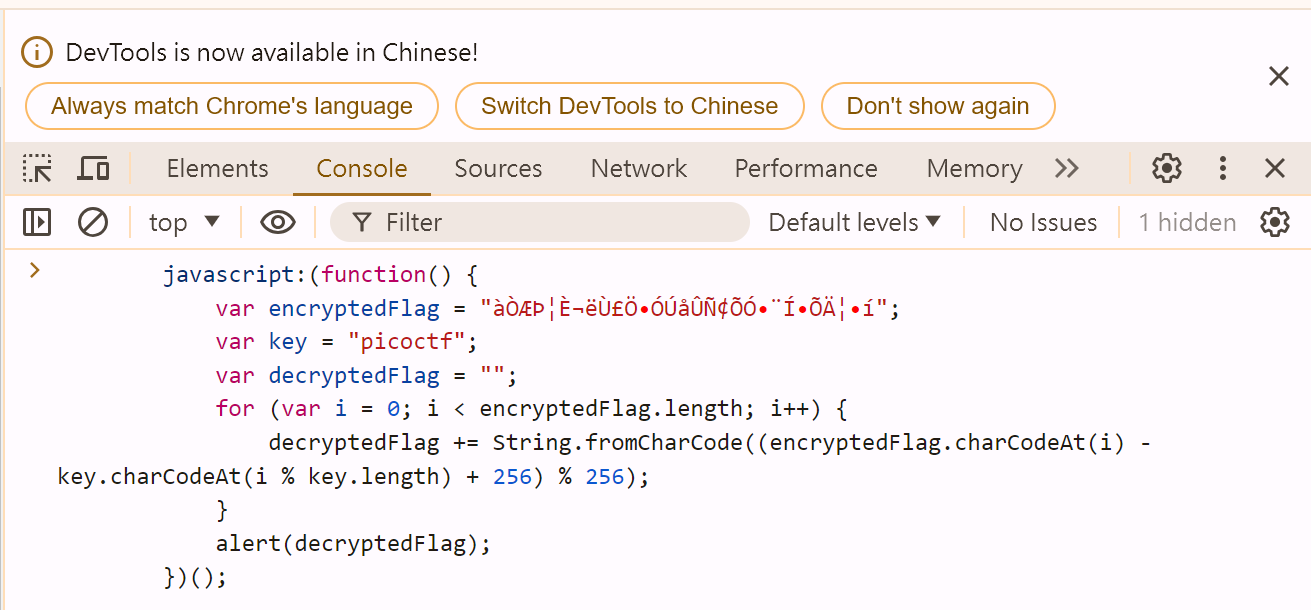 DevTools is now available in Chinese!
Always match Chrome's language
Switch DevTools to Chinese
Don't show again
Elements
Console
Sources
Network
Performance
Memory
top
Filter
Default levels
No Issues
1 hidden
javascript:(function() {
var encryptedFlag = "àÒÆÞ¦È¬ëÙ£Ö•ÓÚåÛÑ¢ÕÓ•¨Í•ÕÄ¦•í";
var key = "picoctf";
var decryptedFlag = "";
for (var i = 0; i < encryptedFlag.length; i++) {
decryptedFlag += String.fromCharCode((encryptedFlag.charCodeAt(i) -
key.charCodeAt(i % key.length) + 256) % 256);
}
alert(decryptedFlag);
})();